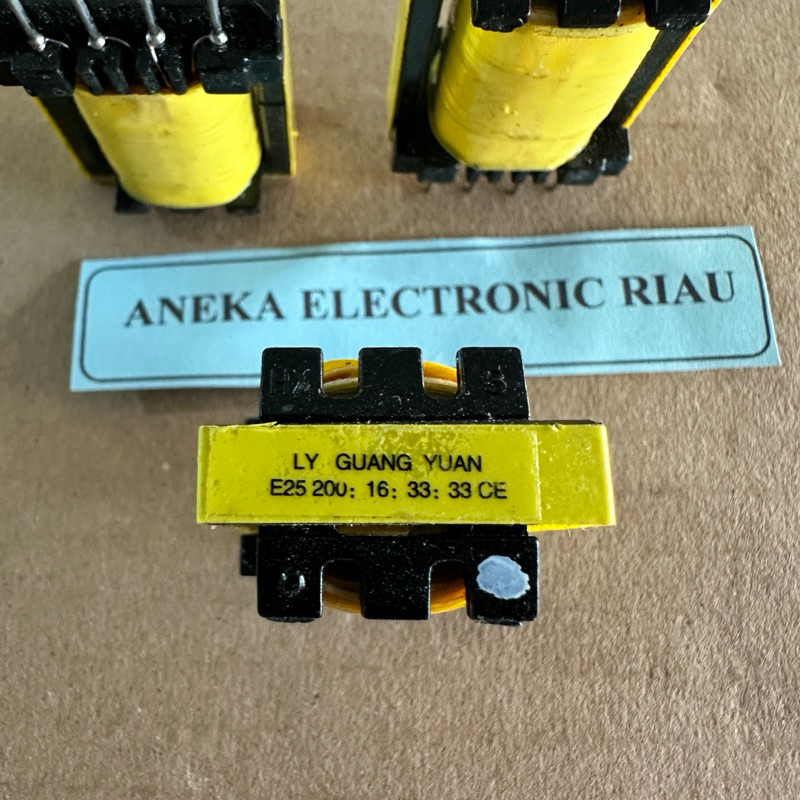 ANEKA ELECTRONIC RIAU
LY GUANG YUAN
E25 200: 16: 33: 33 CE